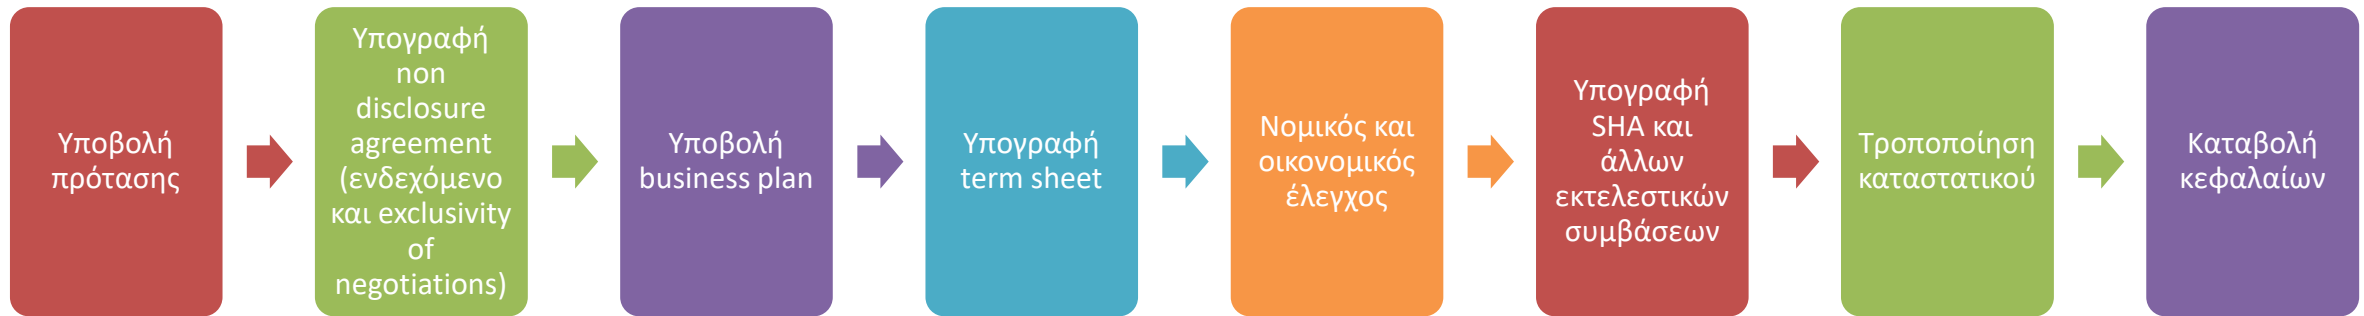 Υποβολή
πρότασης
Υπογραφή
non
disclosure
agreement
(ενδεχόμενο
και exclusivity
of
negotiations)
Υποβολή
business plan
Υπογραφή
term sheet
Νομικός και
οικονομικός
έλεγχος
Υπογραφή
SHA και
άλλων
εκτελεστικών
συμβάσεων
Τροποποίηση
καταστατικού
Καταβολή
κεφαλαίων